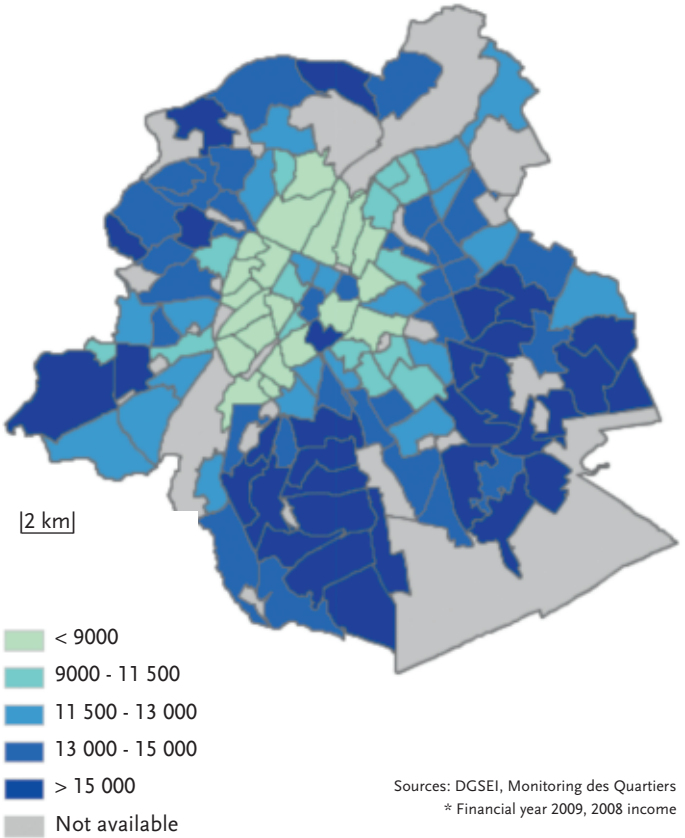 2 km
< 9000
9000 - 11 500
11 500 - 13 000
13 000 - 15 000
> 15 000
Not available
Sources: DGSEI, Monitoring des Quartiers
* Financial year 2009, 2008 income